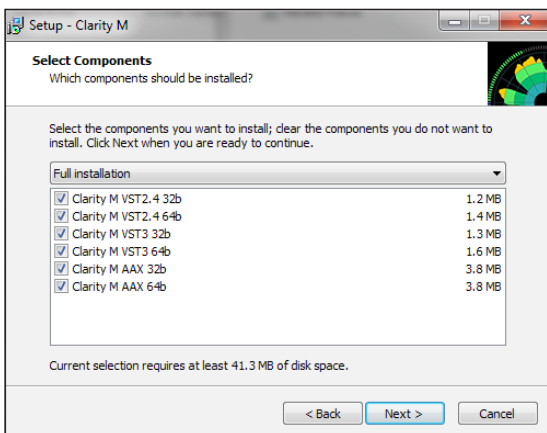 Setup - Clarity M
Select Components
Which components should be installed?
Select the components you want to install; clear the components you do not want to
install. Click Next when you are ready to continue.
Full installation
Clarity M VST2.4 32b 1.2 MB
Clarity M VST2.4 64b 1.4 MB
Clarity M VST3 32b 1.3 MB
Clarity M VST3 64b 1.6 MB
Clarity M AAX 32b 3.8 MB
Clarity M AAX 64b 3.8 MB
Current selection requires at least 41.3 MB of disk space.
< Back Next > Cancel